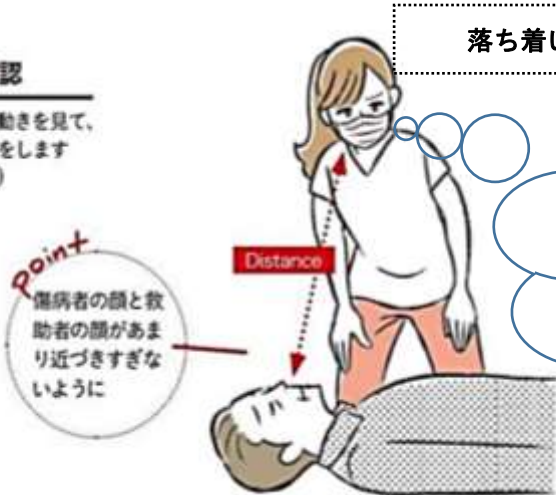 落ち着い
認
動きを見て、
をします
)
Distance
Point
傷病者の顔と救
助者の顔があま
り近づきすぎな
いように